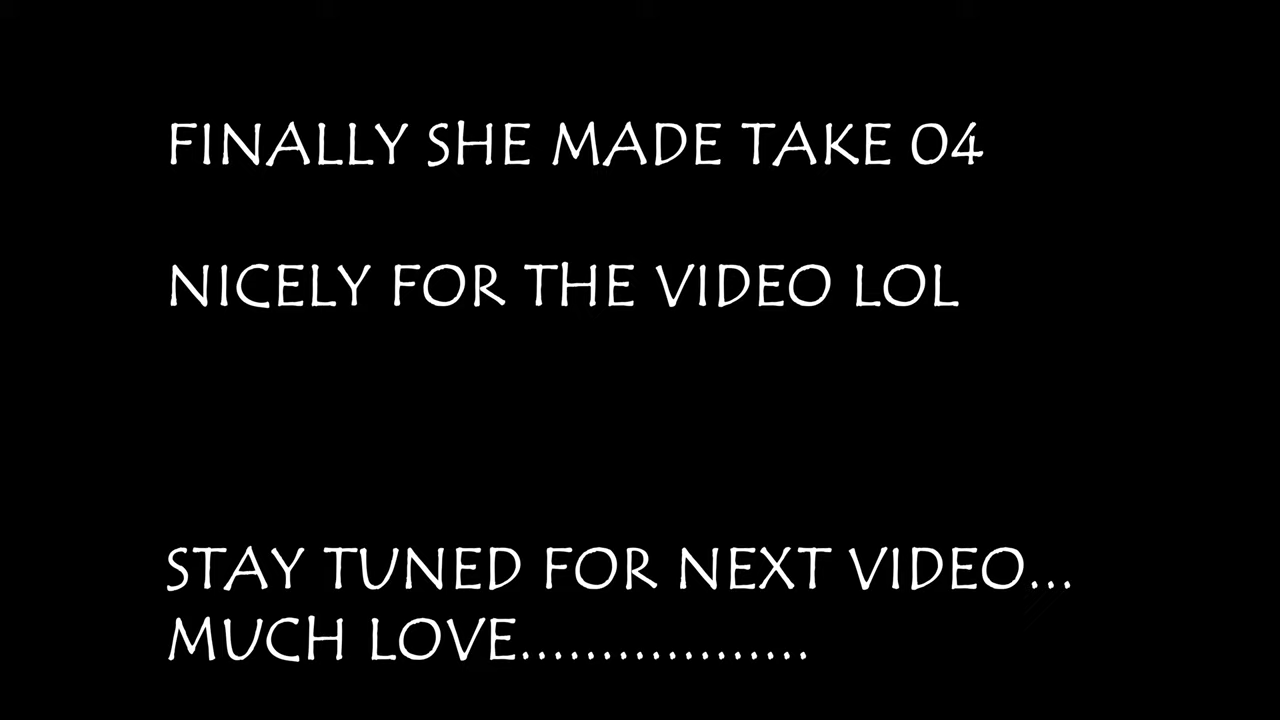 FINALLY SHE MADE TAKE 04
NICELY FOR THE VIDEO LOL
STAY TUNED FOR NEXT VIDEO...
MUCH LOVE..................